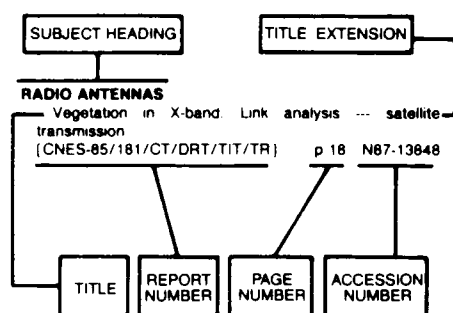 SUBJECT HEADING
TITLE EXTENSION
RADIO ANTENNAS
Vegetation in X-band. Link analysis --- satellite
transmission
[CNES-85/181/CT/DRT/TIT/TR] p 18 N87-13848
TITLE
REPORT NUMBER
PAGE NUMBER
ACCESSION NUMBER